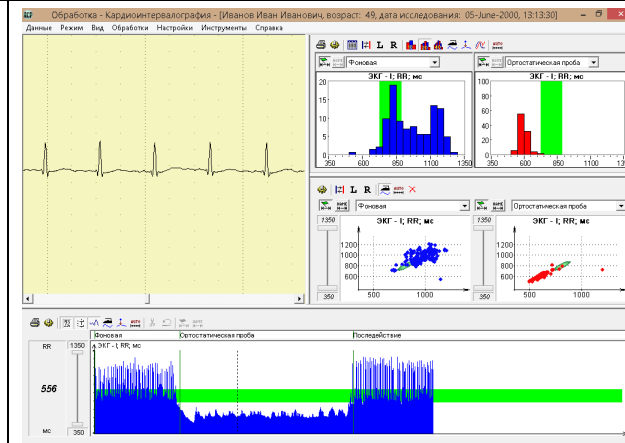 Обработка - Кардиоинтервалография - [Иванов Иван Иванович, возраст: 49, дата исследования: 05-June-2000, 13:13:30]
Данные Режим Вид Обработки Настройки Инструменты Справка
L R
Фоновая
ЭКГ - I; RR; мс
20
15
10
5
0
350 600 850 1100 1350
Ортостатическая проба
ЭКГ - I; RR; мс
100
80
60
40
20
0
350 600 850 1100
L R AUTO
NAME Фоновая
1350
350
ЭКГ - I; RR; мс
1200
1000
800
600
500 1000
NAME Ортостатическая проба
1350
350
ЭКГ - I; RR; мс
1200
1000
800
600
500 1000
AUTO
Фоновая Ортостатическая проба Последействие
RR 1350 ЭКГ - I; RR; мс
556
мс 350